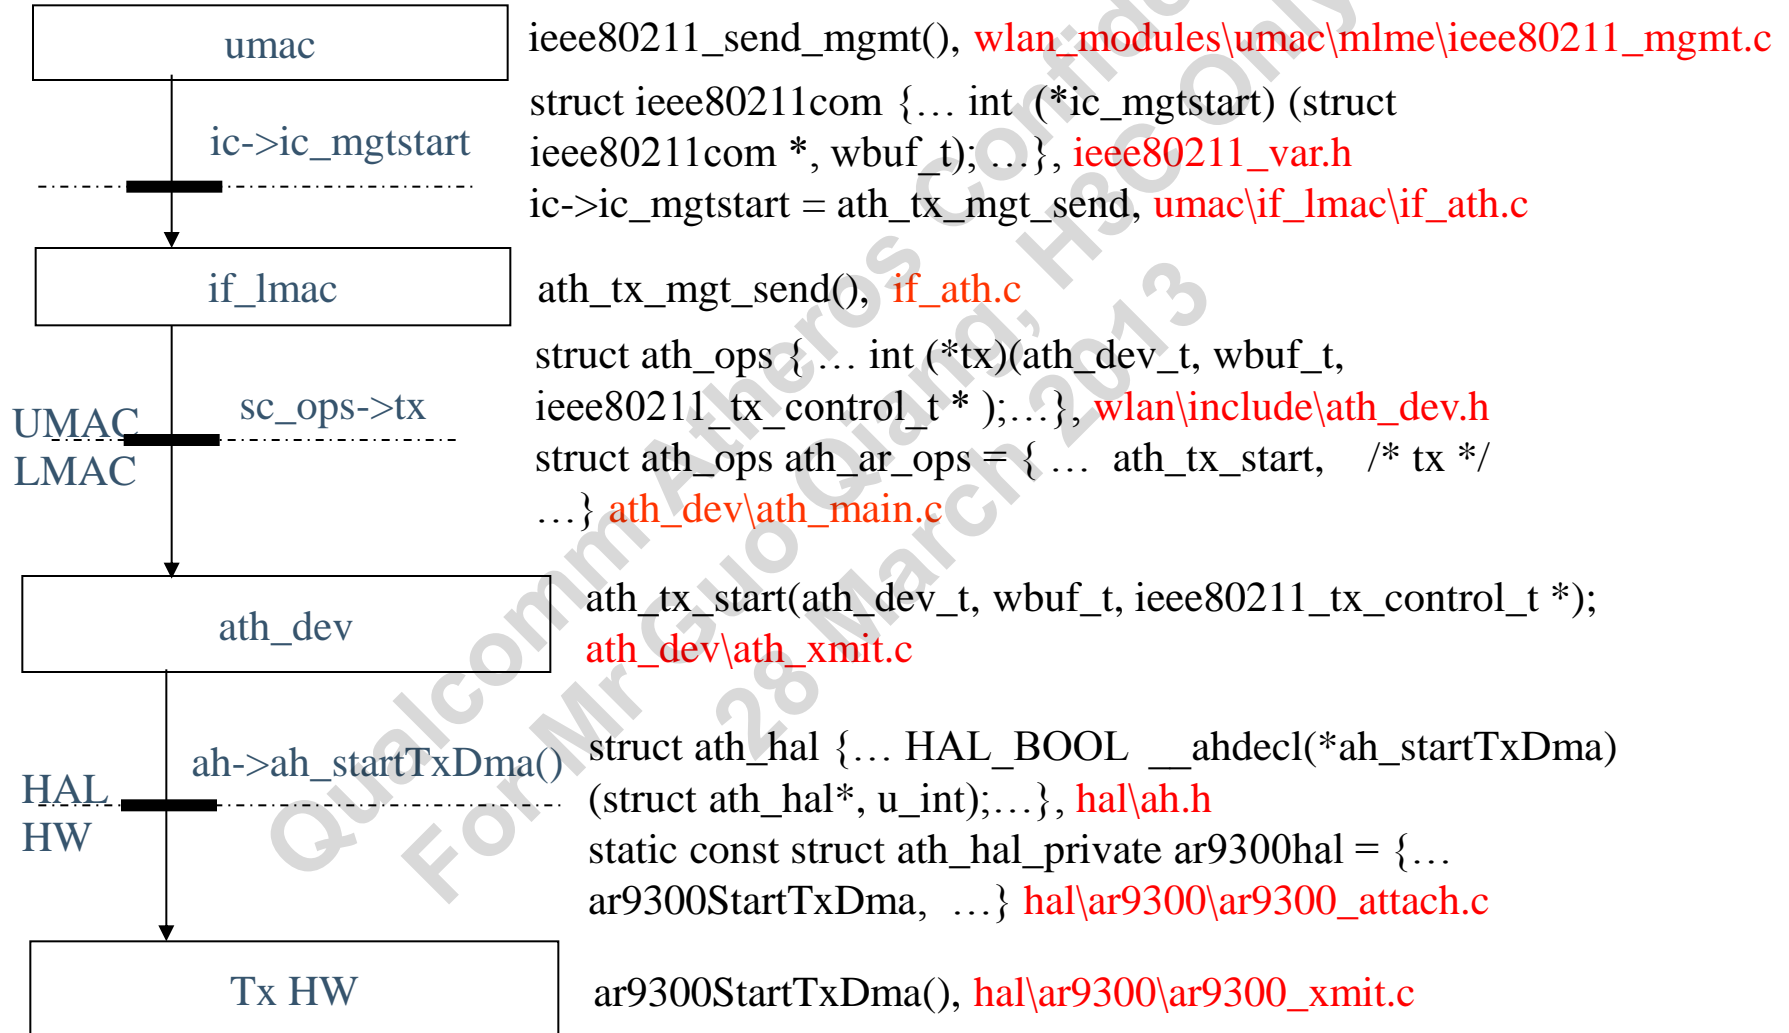 umac
ieee80211_send_mgmt(), wlan_modules\umac\mlme\ieee80211_mgmt.c
ic->ic_mgtstart
struct ieee80211com {… int (*ic_mgtstart) (struct
ieee80211com *, wbuf_t); …}, ieee80211_var.h
ic->ic_mgtstart = ath_tx_mgt_send, umac\if_lmac\if_ath.c
if_lmac
ath_tx_mgt_send(), if_ath.c
sc_ops->tx
UMAC
LMAC
struct ath_ops { … int (*tx)(ath_dev_t, wbuf_t,
ieee80211_tx_control_t * );…}, wlan\include\ath_dev.h
struct ath_ops ath_ar_ops = { … ath_tx_start, /* tx */
…} ath_dev\ath_main.c
ath_dev
ath_tx_start(ath_dev_t, wbuf_t, ieee80211_tx_control_t *);
ath_dev\ath_xmit.c
ah->ah_startTxDma()
HAL
HW
struct ath_hal {… HAL_BOOL __ahdecl(*ah_startTxDma)
(struct ath_hal*, u_int);…}, hal\ah.h
static const struct ath_hal_private ar9300hal = {…
ar9300StartTxDma, …} hal\ar9300\ar9300_attach.c
Tx HW
ar9300StartTxDma(), hal\ar9300\ar9300_xmit.c
Qualcomm Atheros
For Mr Guo Qiang, H3C Only
28 March 2013